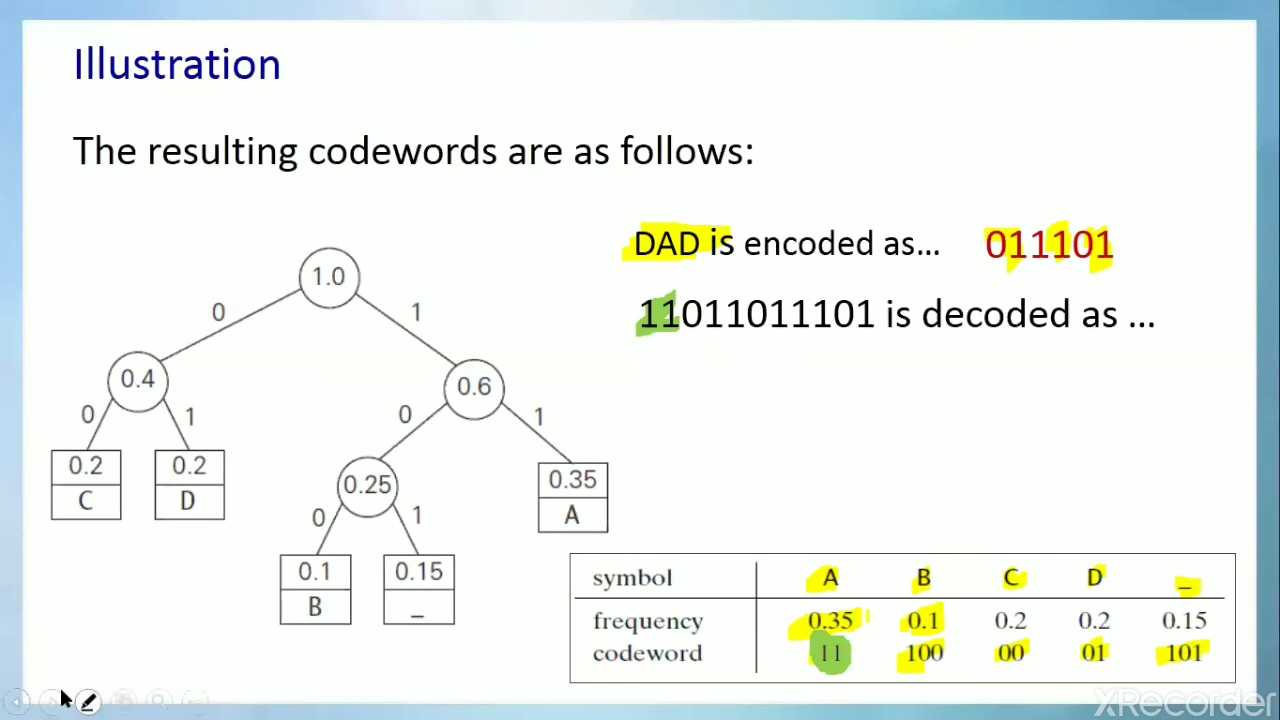 Illustration
The resulting codewords are as follows:
DAD is encoded as... 011101
11011011101 is decoded as ...
1.0
0 1
0.4 0.6
0 1 0 1
0.2 0.2 0.25 0.35
C D A
0 1
0.1 0.15
B _
symbol A B C D _
frequency 0.35 0.1 0.2 0.2 0.15
codeword 11 100 00 01 101
XRecorder